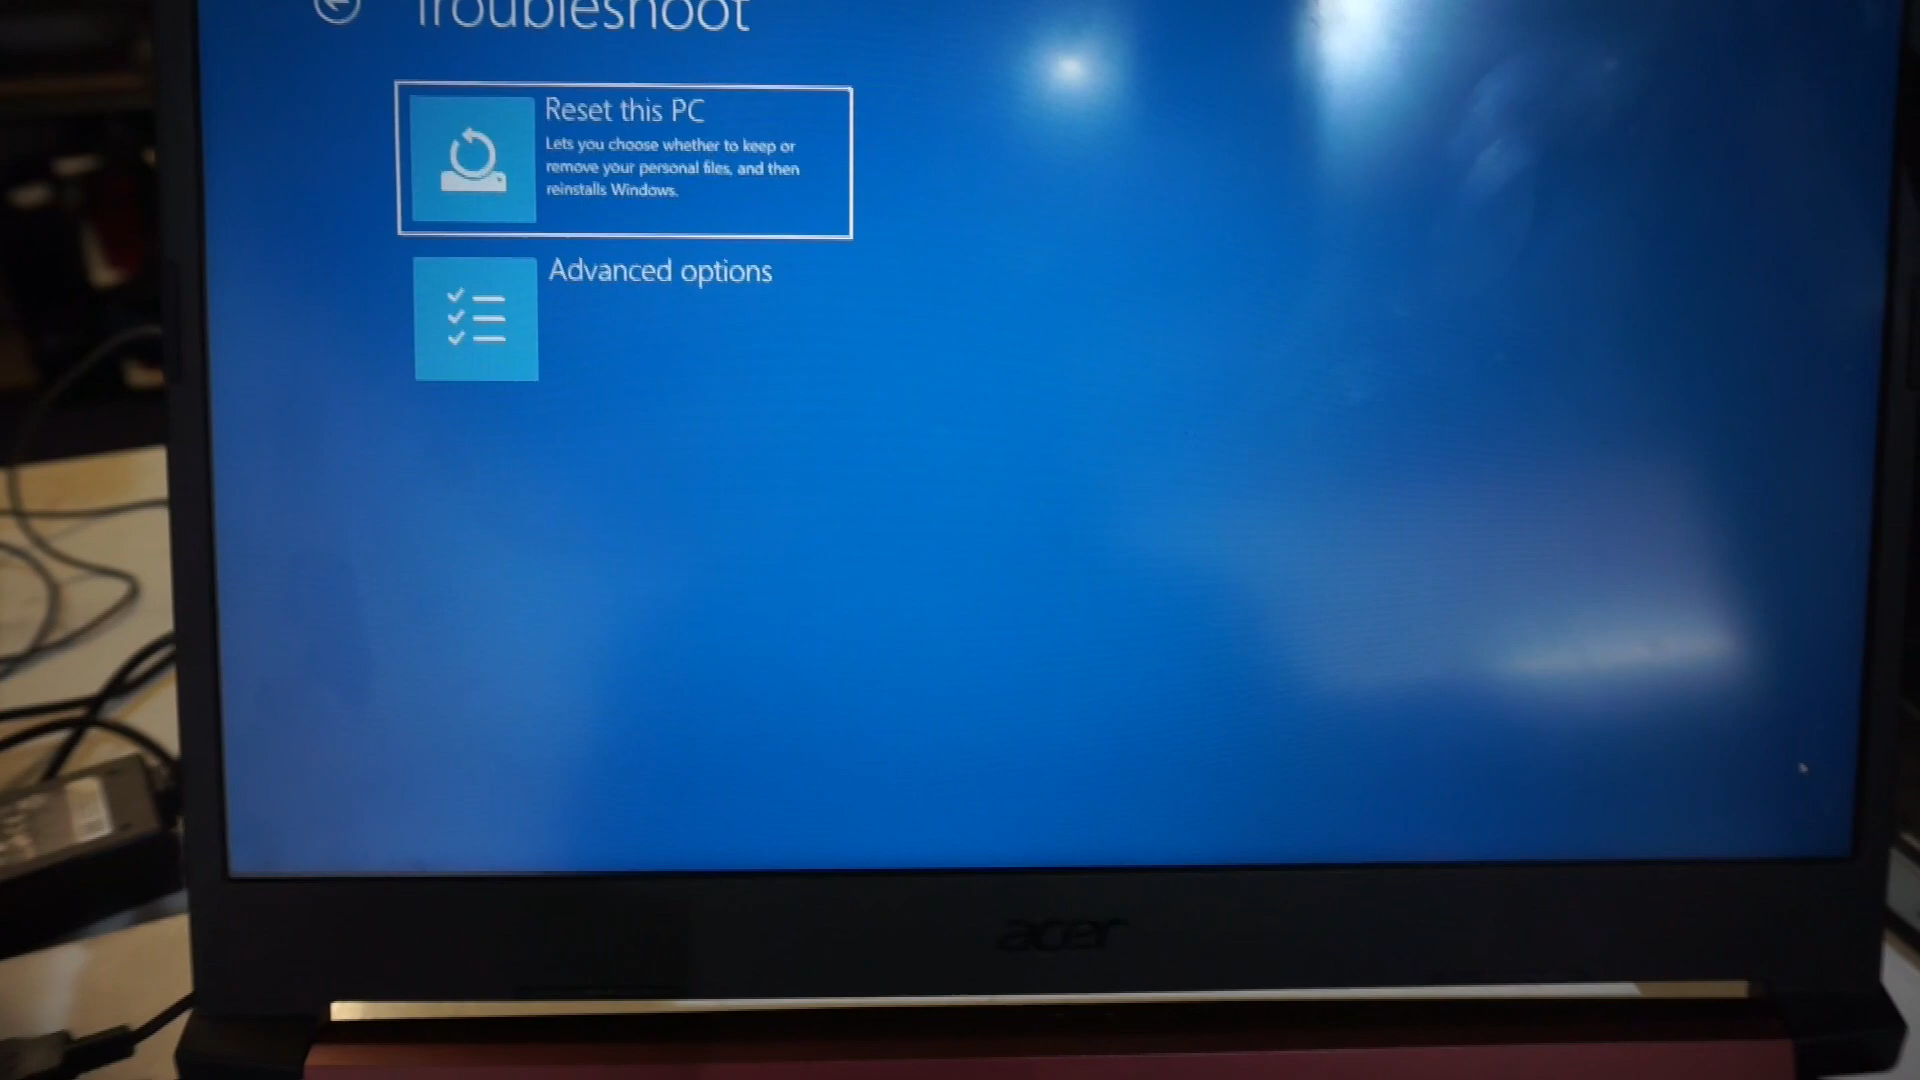 Troubleshoot
Reset this PC
Lets you choose whether to keep or
remove your personal files, and then
reinstalls Windows.
Advanced options
acer